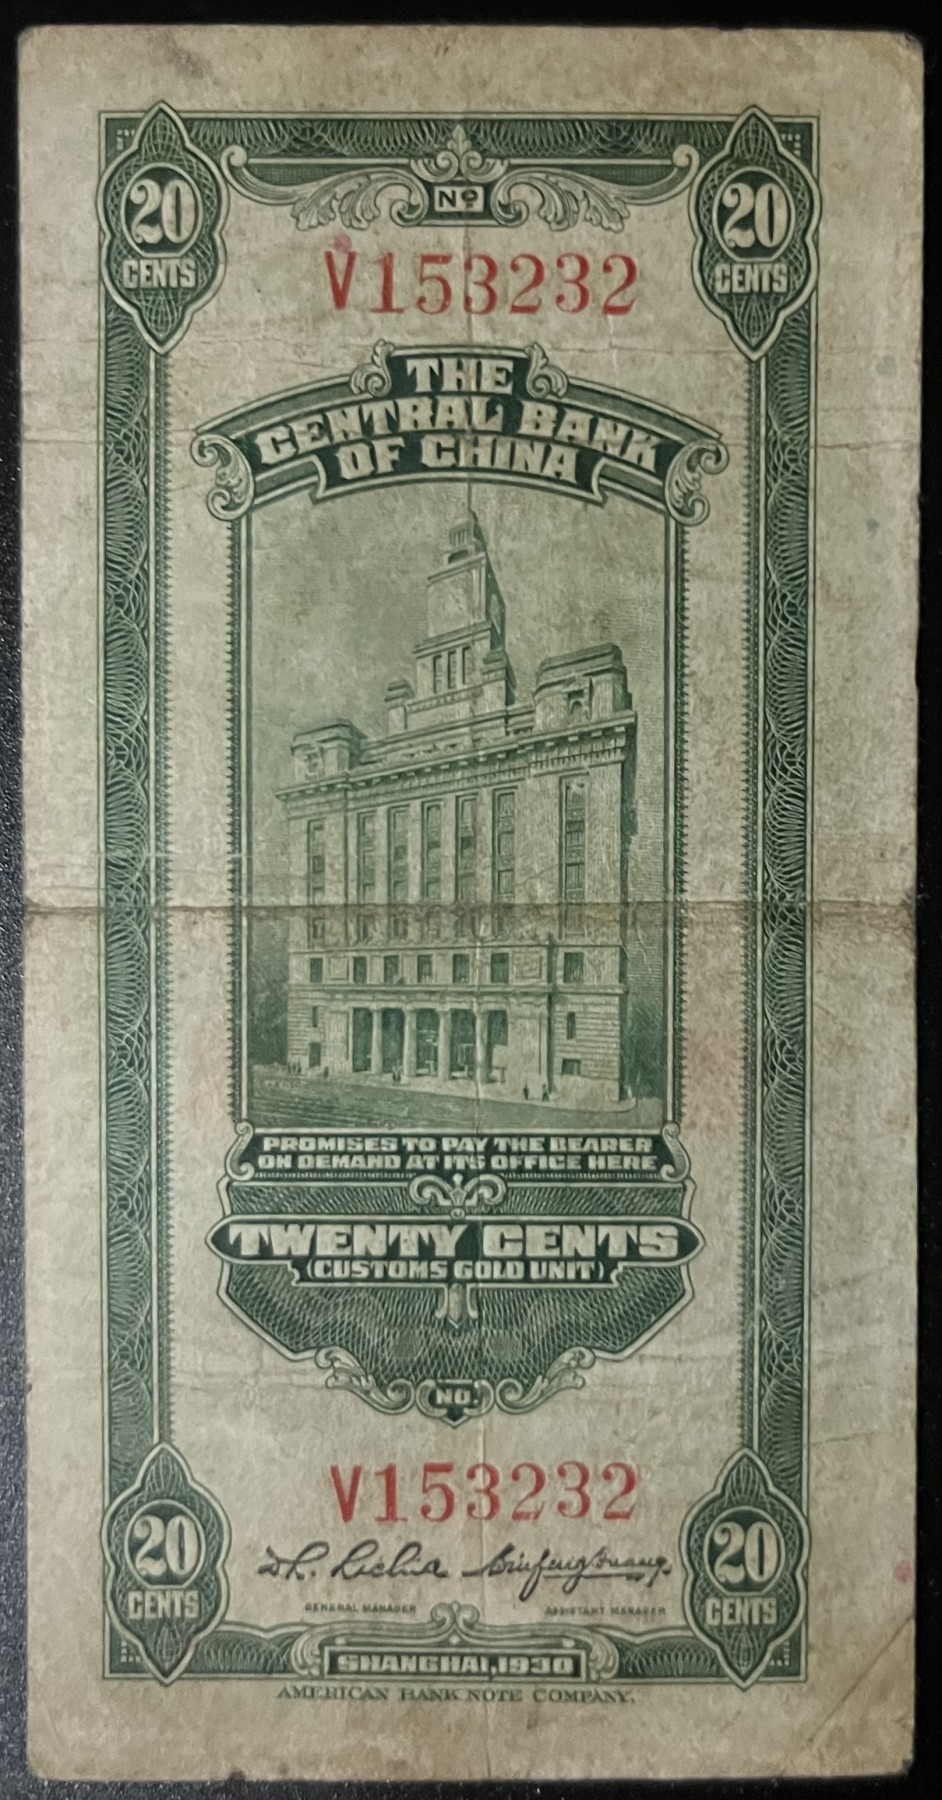 20 CENTS
Nº
20 CENTS
V153232
THE
CENTRAL BANK
OF CHINA
PROMISES TO PAY THE BEARER
ON DEMAND AT ITS OFFICE HERE
TWENTY CENTS
(CUSTOMS GOLD UNIT)
NO.
V153232
20 CENTS
20 CENTS
GENERAL MANAGER
ASSISTANT MANAGER
SHANGHAI, 1930
AMERICAN BANK NOTE COMPANY.